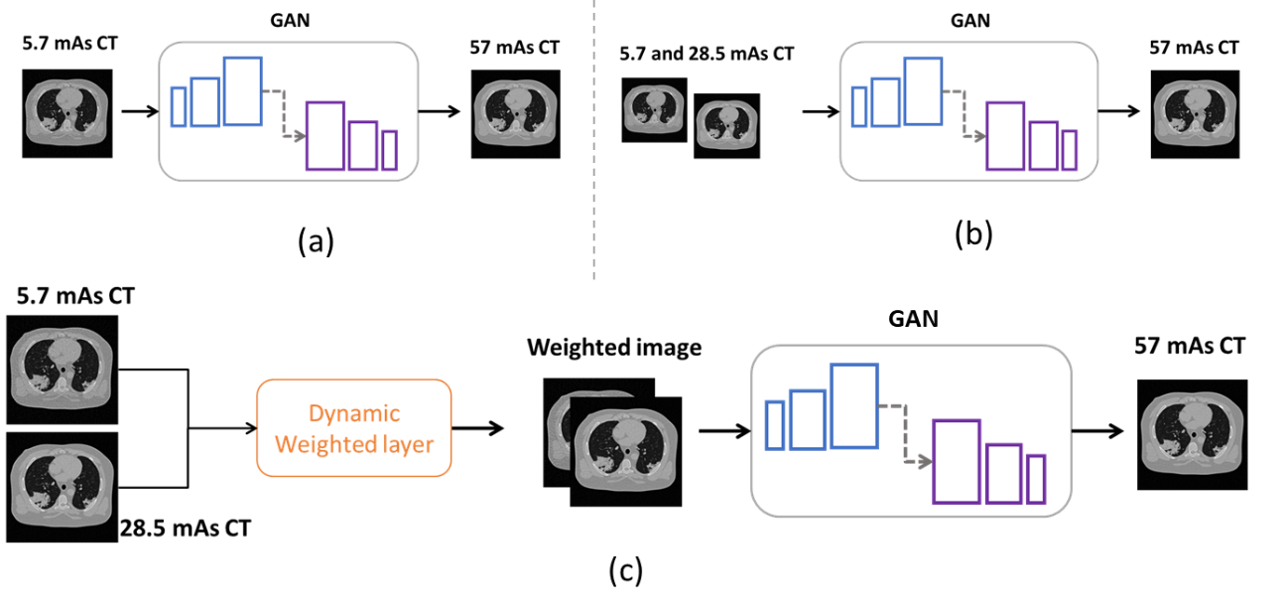 GAN
5.7 mAs CT
57 mAs CT
(a)
GAN
5.7 and 28.5 mAs CT
57 mAs CT
(b)
5.7 mAs CT
28.5 mAs CT
Dynamic
Weighted layer
Weighted image
GAN
57 mAs CT
(c)